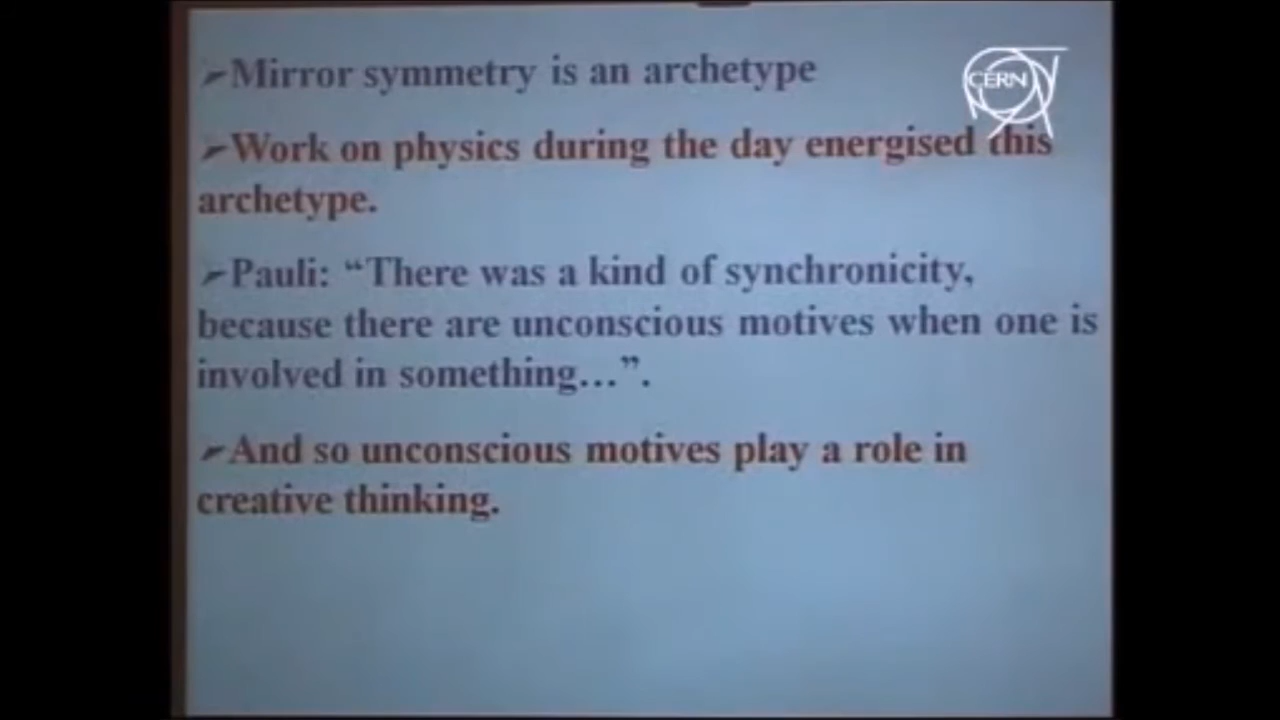 ➢Mirror symmetry is an archetype
CERN
➢Work on physics during the day energised this
archetype.
➢Pauli: “There was a kind of synchronicity,
because there are unconscious motives when one is
involved in something…”.
➢And so unconscious motives play a role in
creative thinking.